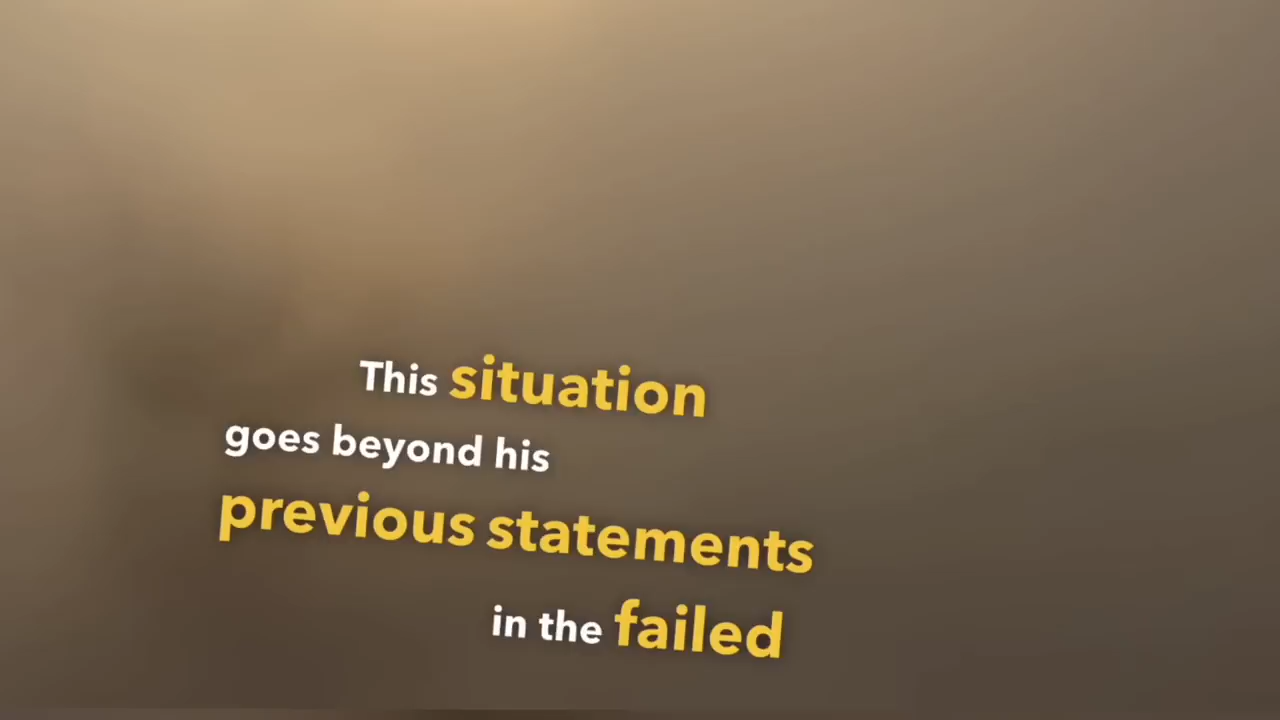 This situation
goes beyond his
previous statements
in the failed